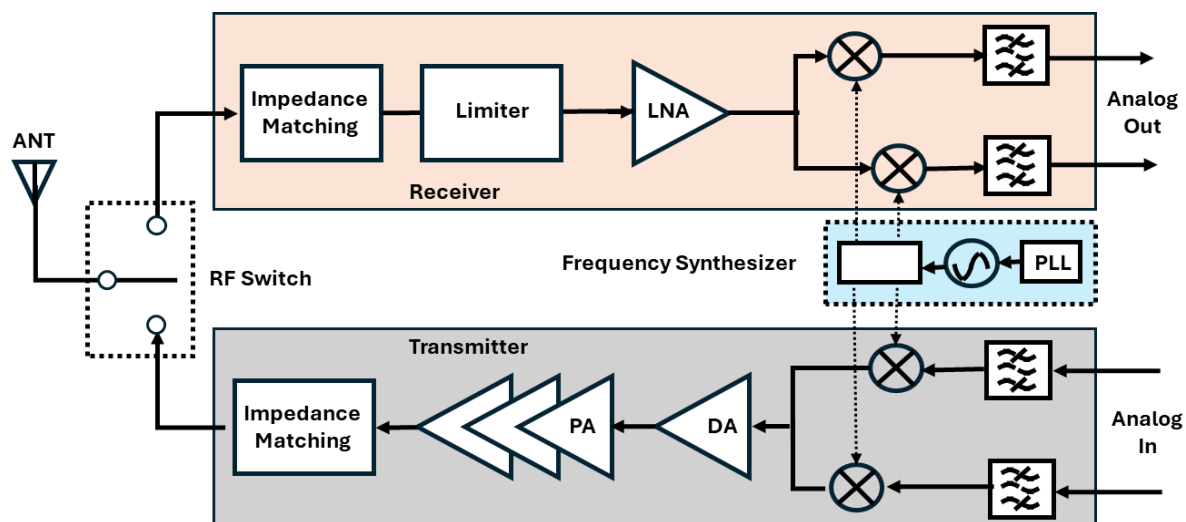 Impedance
Matching
Limiter
LNA
Analog
Out
ANT
Receiver
RF Switch
Frequency Synthesizer
PLL
Transmitter
Impedance
Matching
PA
DA
Analog
In